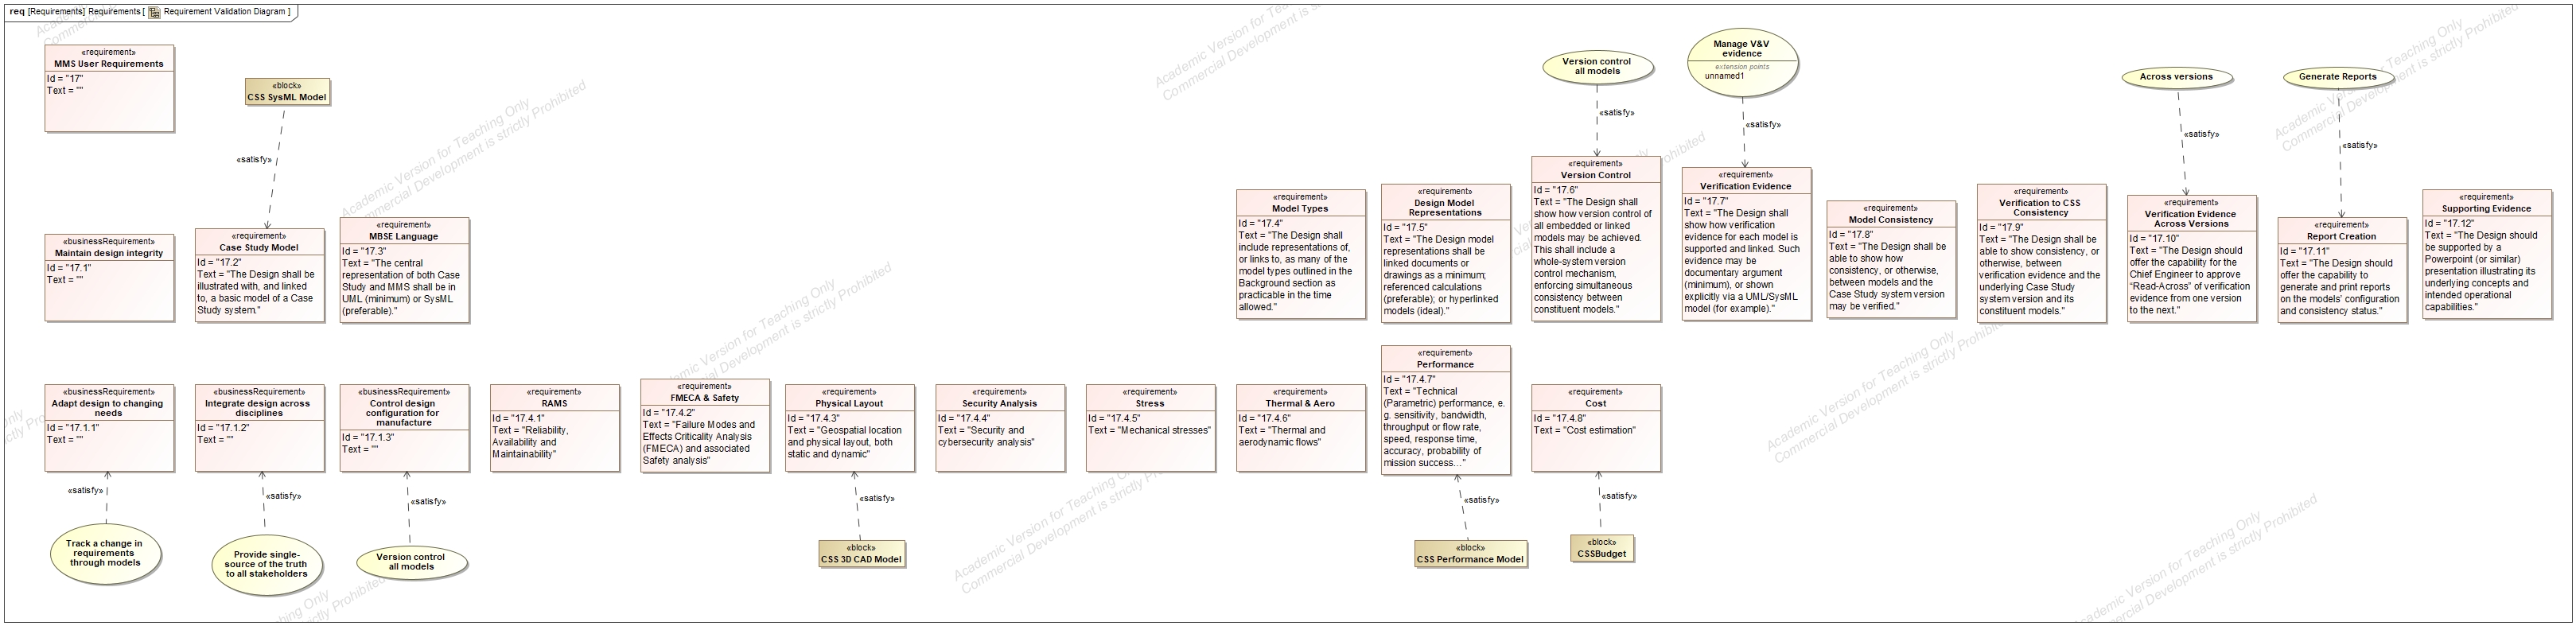 req [Requirements] Requirements [ Requirement Validation Diagram ]
«requirement»
MMS User Requirements
Id = "17"
Text = ""
«block»
CSS SysML Model
«satisfy»
Version control
all models
«satisfy»
Manage V&V
evidence
extension points
unnamed1
«satisfy»
Across versions
«satisfy»
Generate Reports
«satisfy»
«businessRequirement»
Maintain design integrity
Id = "17.1"
Text = ""
«requirement»
Case Study Model
Id = "17.2"
Text = "The Design shall be
illustrated with, and linked
to, a basic model of a Case
Study system."
«requirement»
MBSE Language
Id = "17.3"
Text = "The central
representation of both Case
Study and MMS shall be in
UML (minimum) or SysML
(preferable)."
«requirement»
Model Types
Id = "17.4"
Text = "The Design shall
include representations of,
or links to, as many of the
model types outlined in the
Background section as
practicable in the time
allowed."
«requirement»
Design Model
Representations
Id = "17.5"
Text = "The Design model
representations shall be
linked documents or
drawings as a minimum;
referenced calculations
(preferable); or hyperlinked
models (ideal)."
«requirement»
Version Control
Id = "17.6"
Text = "The Design shall
show how version control of
all embedded or linked
models may be achieved.
This shall include a
whole-system version
control mechanism,
enforcing simultaneous
consistency between
constituent models."
«requirement»
Verification Evidence
Id = "17.7"
Text = "The Design shall
show how verification
evidence for each model is
supported and linked. Such
evidence may be
documentary argument
(minimum), or shown
explicitly via a UML/SysML
model (for example)."
«requirement»
Model Consistency
Id = "17.8"
Text = "The Design shall be
able to show how
consistency, or otherwise,
between models and the
Case Study system version
may be verified."
«requirement»
Verification to CSS
Consistency
Id = "17.9"
Text = "The Design shall be
able to show consistency, or
otherwise, between
verification evidence and the
underlying Case Study
system version and its
constituent models."
«requirement»
Verification Evidence
Across Versions
Id = "17.10"
Text = "The Design should
offer the capability for the
Chief Engineer to approve
"Read-Across" of verification
evidence from one version
to the next."
«requirement»
Report Creation
Id = "17.11"
Text = "The Design should
offer the capability to
generate and print reports
on the models' configuration
and consistency status."
«requirement»
Supporting Evidence
Id = "17.12"
Text = "The Design should
be supported by a
Powerpoint (or similar)
presentation illustrating its
underlying concepts and
intended operational
capabilities."
«businessRequirement»
Adapt design to changing
needs
Id = "17.1.1"
Text = ""
«businessRequirement»
Integrate design across
disciplines
Id = "17.1.2"
Text = ""
«businessRequirement»
Control design
configuration for
manufacture
Id = "17.1.3"
Text = ""
«requirement»
RAMS
Id = "17.4.1"
Text = "Reliability,
Availability and
Maintainability"
«requirement»
FMECA & Safety
Id = "17.4.2"
Text = "Failure Modes and
Effects Criticality Analysis
(FMECA) and associated
Safety analysis"
«requirement»
Physical Layout
Id = "17.4.3"
Text = "Geospatial location
and physical layout, both
static and dynamic"
«requirement»
Security Analysis
Id = "17.4.4"
Text = "Security and
cybersecurity analysis"
«requirement»
Stress
Id = "17.4.5"
Text = "Mechanical stresses"
«requirement»
Thermal & Aero
Id = "17.4.6"
Text = "Thermal and
aerodynamic flows"
«requirement»
Performance
Id = "17.4.7"
Text = "Technical
(Parametric) performance, e.
g. sensitivity, bandwidth,
throughput or flow rate,
speed, response time,
accuracy, probability of
mission success..."
«requirement»
Cost
Id = "17.4.8"
Text = "Cost estimation"
«satisfy»
«satisfy»
«satisfy»
«satisfy»
«satisfy»
«satisfy»
Track a change in
requirements
through models
Provide single-
source of the truth
to all stakeholders
Version control
all models
«block»
CSS 3D CAD Model
«block»
CSS Performance Model
«block»
CSSBudget
Academic Version for Teaching Only
Commercial Development is strictly Prohibited